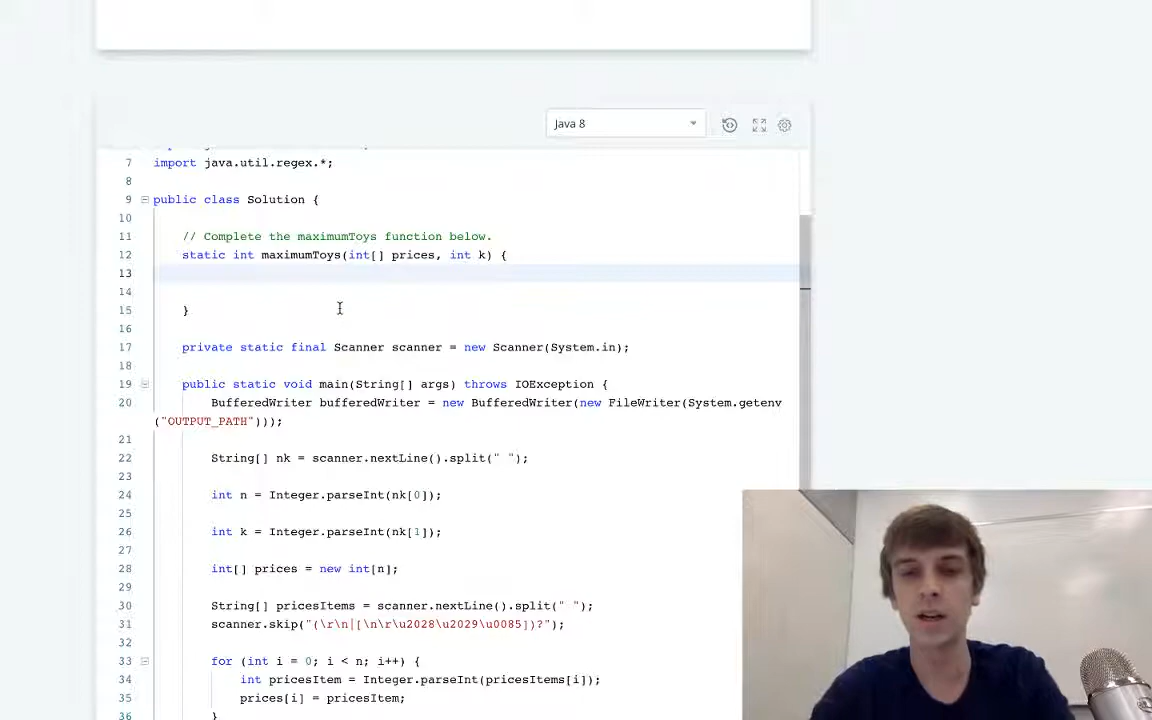 Java 8
7 import java.util.regex.*;
8
9 public class Solution {
10
11 // Complete the maximumToys function below.
12 static int maximumToys(int[] prices, int k) {
13
14
15 }
16
17 private static final Scanner scanner = new Scanner(System.in);
18
19 public static void main(String[] args) throws IOException {
20 BufferedWriter bufferedWriter = new BufferedWriter(new FileWriter(System.getenv
("OUTPUT_PATH")));
21
22 String[] nk = scanner.nextLine().split(" ");
23
24 int n = Integer.parseInt(nk[0]);
25
26 int k = Integer.parseInt(nk[1]);
27
28 int[] prices = new int[n];
29
30 String[] pricesItems = scanner.nextLine().split(" ");
31 scanner.skip("(\r\n|[\n\r\u2028\u2029\u0085])?");
32
33 for (int i = 0; i < n; i++) {
34 int pricesItem = Integer.parseInt(pricesItems[i]);
35 prices[i] = pricesItem;
36 }